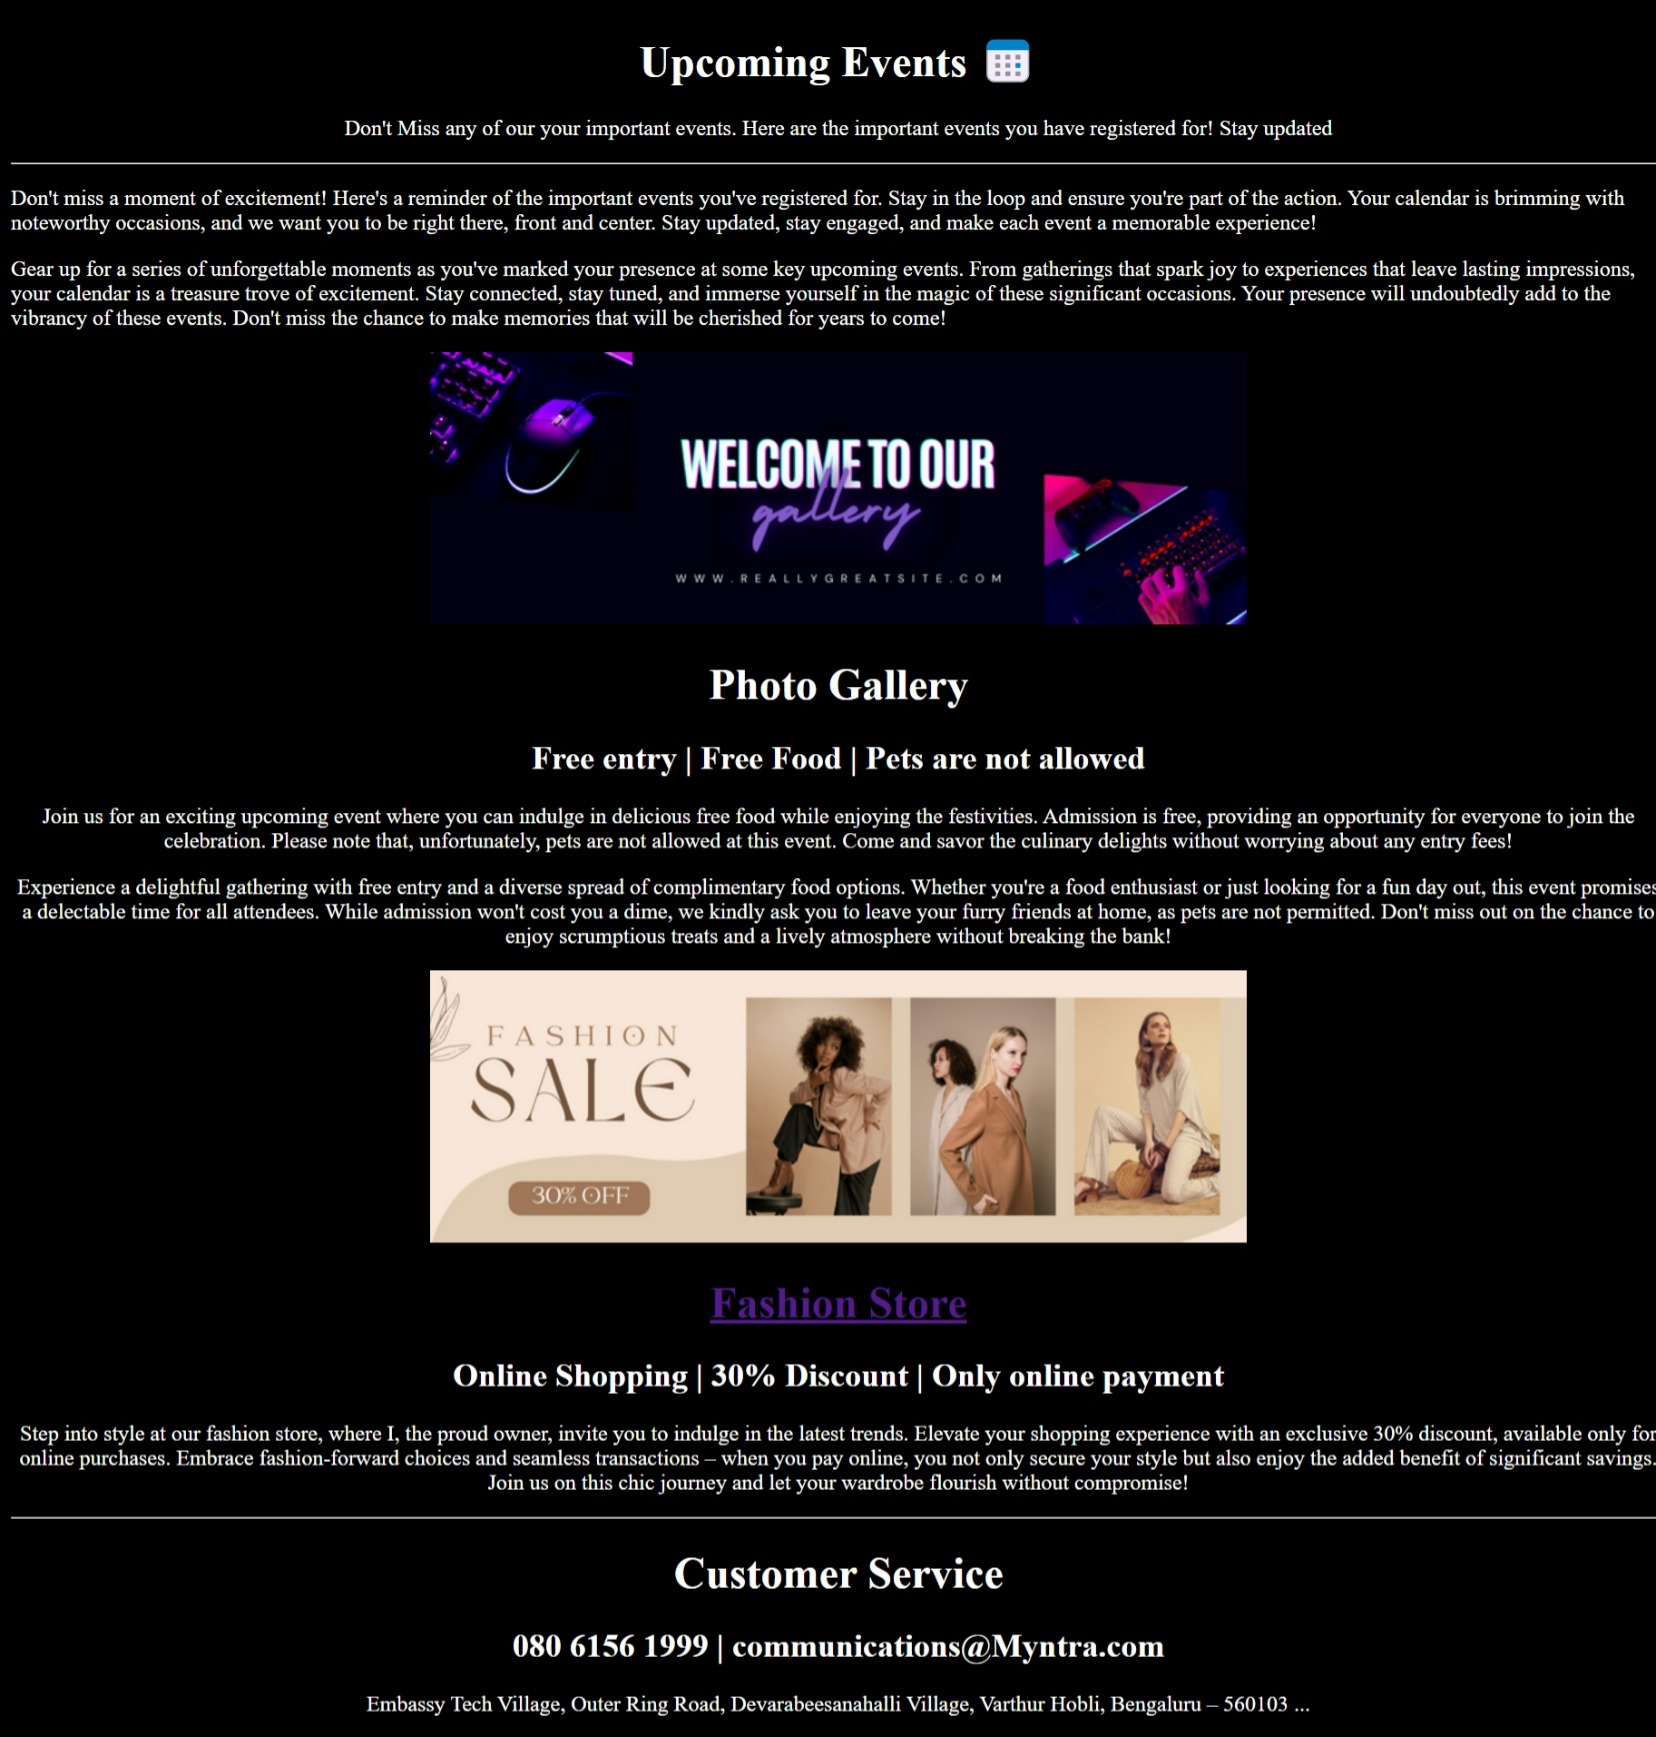 Upcoming Events
Don't Miss any of our your important events. Here are the important events you have registered for! Stay updated
Don't miss a moment of excitement! Here's a reminder of the important events you've registered for. Stay in the loop and ensure you're part of the action. Your calendar is brimming with
noteworthy occasions, and we want you to be right there, front and center. Stay updated, stay engaged, and make each event a memorable experience!
Gear up for a series of unforgettable moments as you've marked your presence at some key upcoming events. From gatherings that spark joy to experiences that leave lasting impressions,
your calendar is a treasure trove of excitement. Stay connected, stay tuned, and immerse yourself in the magic of these significant occasions. Your presence will undoubtedly add to the
vibrancy of these events. Don't miss the chance to make memories that will be cherished for years to come!
WELCOME TO OUR
gallery
WWW.REALLYGREATSITE.COM
Photo Gallery
Free entry | Free Food | Pets are not allowed
Join us for an exciting upcoming event where you can indulge in delicious free food while enjoying the festivities. Admission is free, providing an opportunity for everyone to join the
celebration. Please note that, unfortunately, pets are not allowed at this event. Come and savor the culinary delights without worrying about any entry fees!
Experience a delightful gathering with free entry and a diverse spread of complimentary food options. Whether you're a food enthusiast or just looking for a fun day out, this event promises
a delectable time for all attendees. While admission won't cost you a dime, we kindly ask you to leave your furry friends at home, as pets are not permitted. Don't miss out on the chance to
enjoy scrumptious treats and a lively atmosphere without breaking the bank!
FASHION
SALE
30% OFF
Fashion Store
Online Shopping | 30% Discount | Only online payment
Step into style at our fashion store, where I, the proud owner, invite you to indulge in the latest trends. Elevate your shopping experience with an exclusive 30% discount, available only for
online purchases. Embrace fashion-forward choices and seamless transactions – when you pay online, you not only secure your style but also enjoy the added benefit of significant savings.
Join us on this chic journey and let your wardrobe flourish without compromise!
Customer Service
080 6156 1999 | communications@Myntra.com
Embassy Tech Village, Outer Ring Road, Devarabeesanahalli Village, Varthur Hobli, Bengaluru – 560103 ...